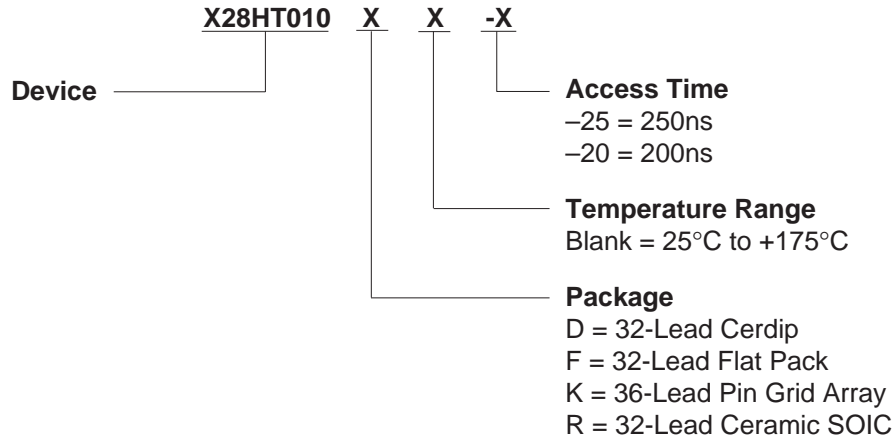 X28HT010 X X -X
Device
Access Time
–25 = 250ns
–20 = 200ns
Temperature Range
Blank = 25°C to +175°C
Package
D = 32-Lead Cerdip
F = 32-Lead Flat Pack
K = 36-Lead Pin Grid Array
R = 32-Lead Ceramic SOIC